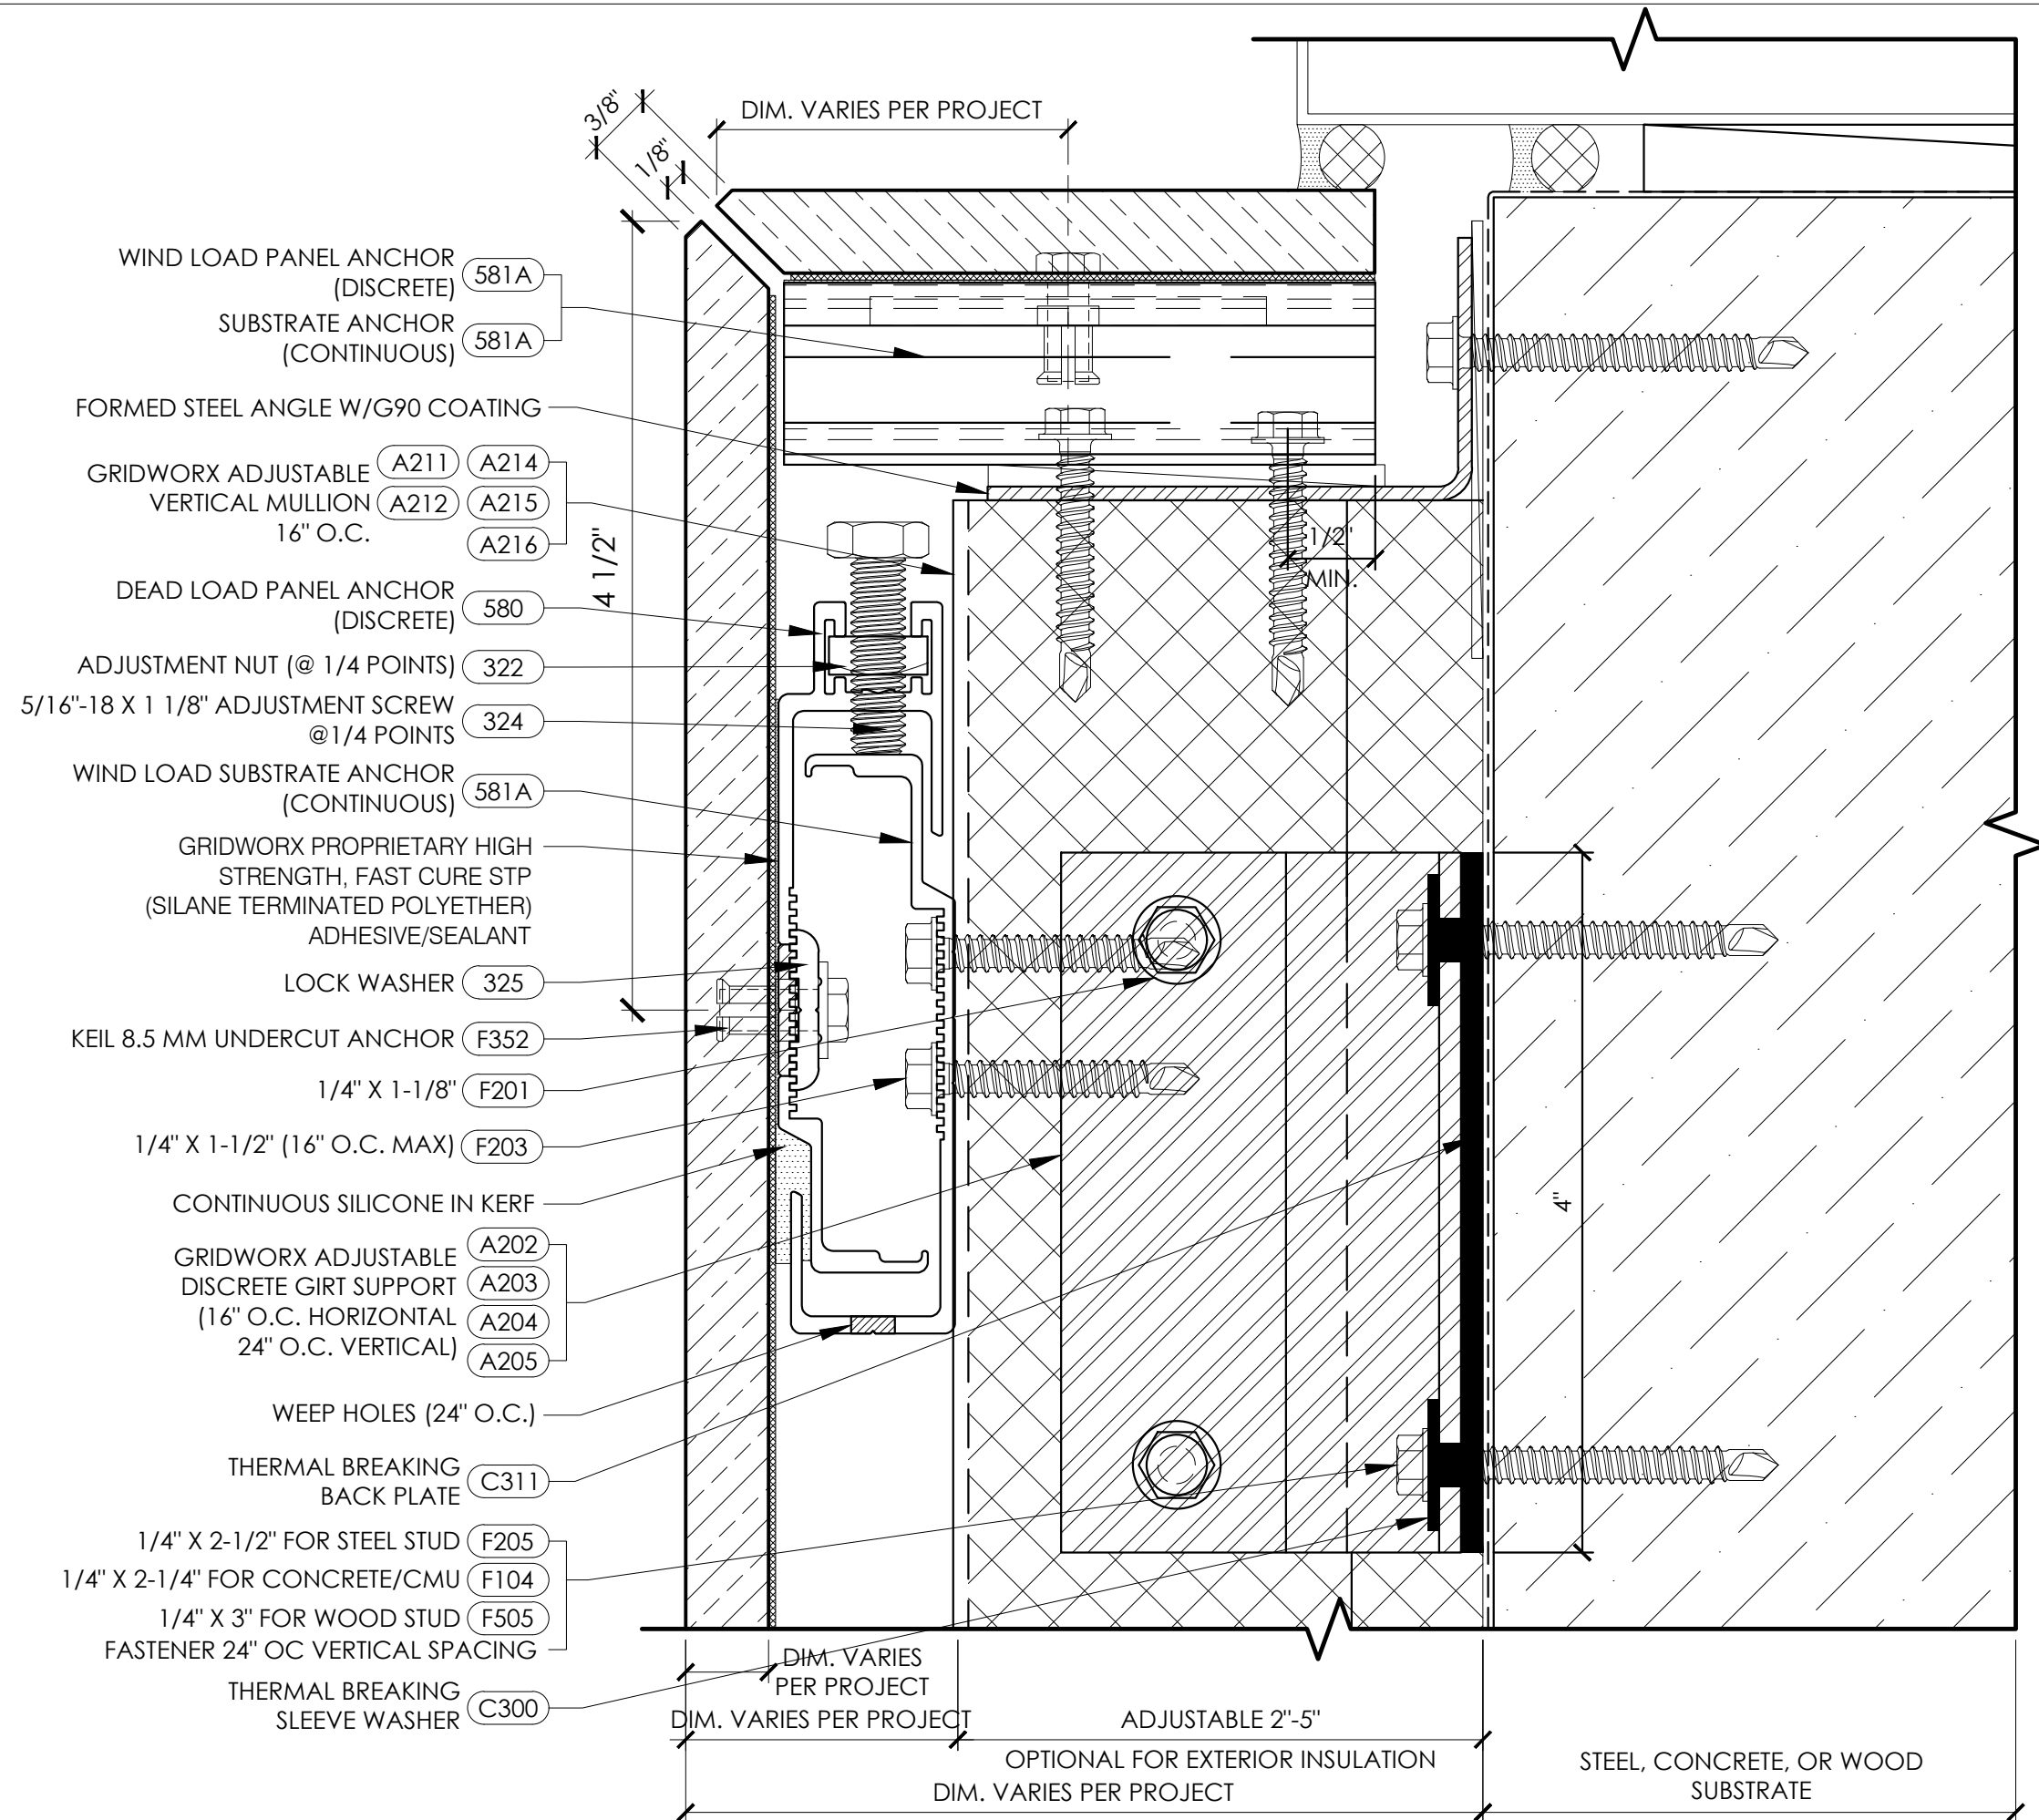 DIM. VARIES PER PROJECT
3/8"
1/8"
WIND LOAD PANEL ANCHOR
(DISCRETE)
581A
SUBSTRATE ANCHOR
(CONTINUOUS)
581A
FORMED STEEL ANGLE W/G90 COATING
GRIDWORX ADJUSTABLE
VERTICAL MULLION
16" O.C.
A211
A214
A212
A215
A216
4 1/2"
1/2"
MIN.
DEAD LOAD PANEL ANCHOR
(DISCRETE)
580
ADJUSTMENT NUT (@ 1/4 POINTS)
322
5/16"-18 X 1 1/8" ADJUSTMENT SCREW
@1/4 POINTS
324
WIND LOAD SUBSTRATE ANCHOR
(CONTINUOUS)
581A
GRIDWORX PROPRIETARY HIGH
STRENGTH, FAST CURE STP
(SILANE TERMINATED POLYETHER)
ADHESIVE/SEALANT
LOCK WASHER
325
KEIL 8.5 MM UNDERCUT ANCHOR
F352
1/4" X 1-1/8"
F201
1/4" X 1-1/2" (16" O.C. MAX)
F203
CONTINUOUS SILICONE IN KERF
4"
GRIDWORX ADJUSTABLE
DISCRETE GIRT SUPPORT
(16" O.C. HORIZONTAL
24" O.C. VERTICAL)
A202
A203
A204
A205
WEEP HOLES (24" O.C.)
THERMAL BREAKING
BACK PLATE
C311
1/4" X 2-1/2" FOR STEEL STUD
F205
1/4" X 2-1/4" FOR CONCRETE/CMU
F104
1/4" X 3" FOR WOOD STUD
F505
FASTENER 24" OC VERTICAL SPACING
THERMAL BREAKING
SLEEVE WASHER
C300
DIM. VARIES
PER PROJECT
DIM. VARIES PER PROJECT
ADJUSTABLE 2"-5"
OPTIONAL FOR EXTERIOR INSULATION
DIM. VARIES PER PROJECT
STEEL, CONCRETE, OR WOOD
SUBSTRATE